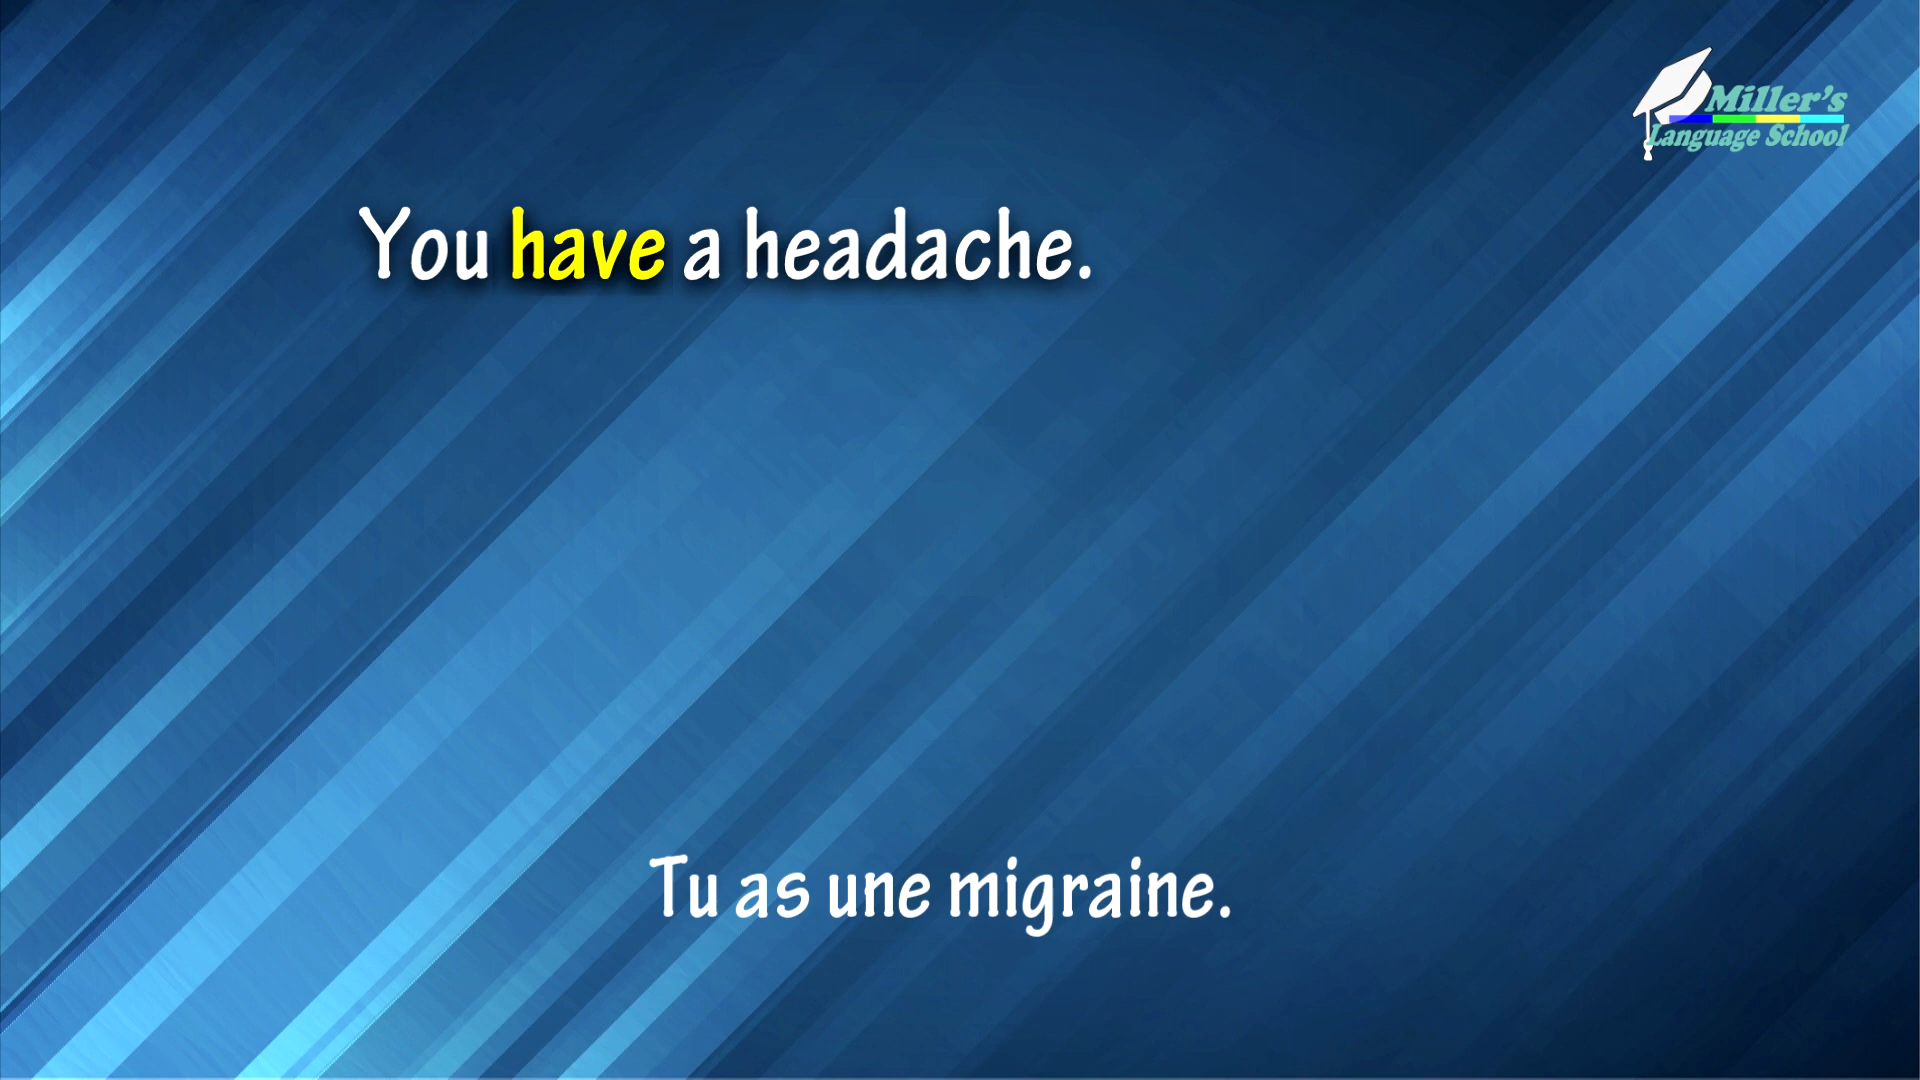 Miller's
Language School
You have a headache.
Tu as une migraine.